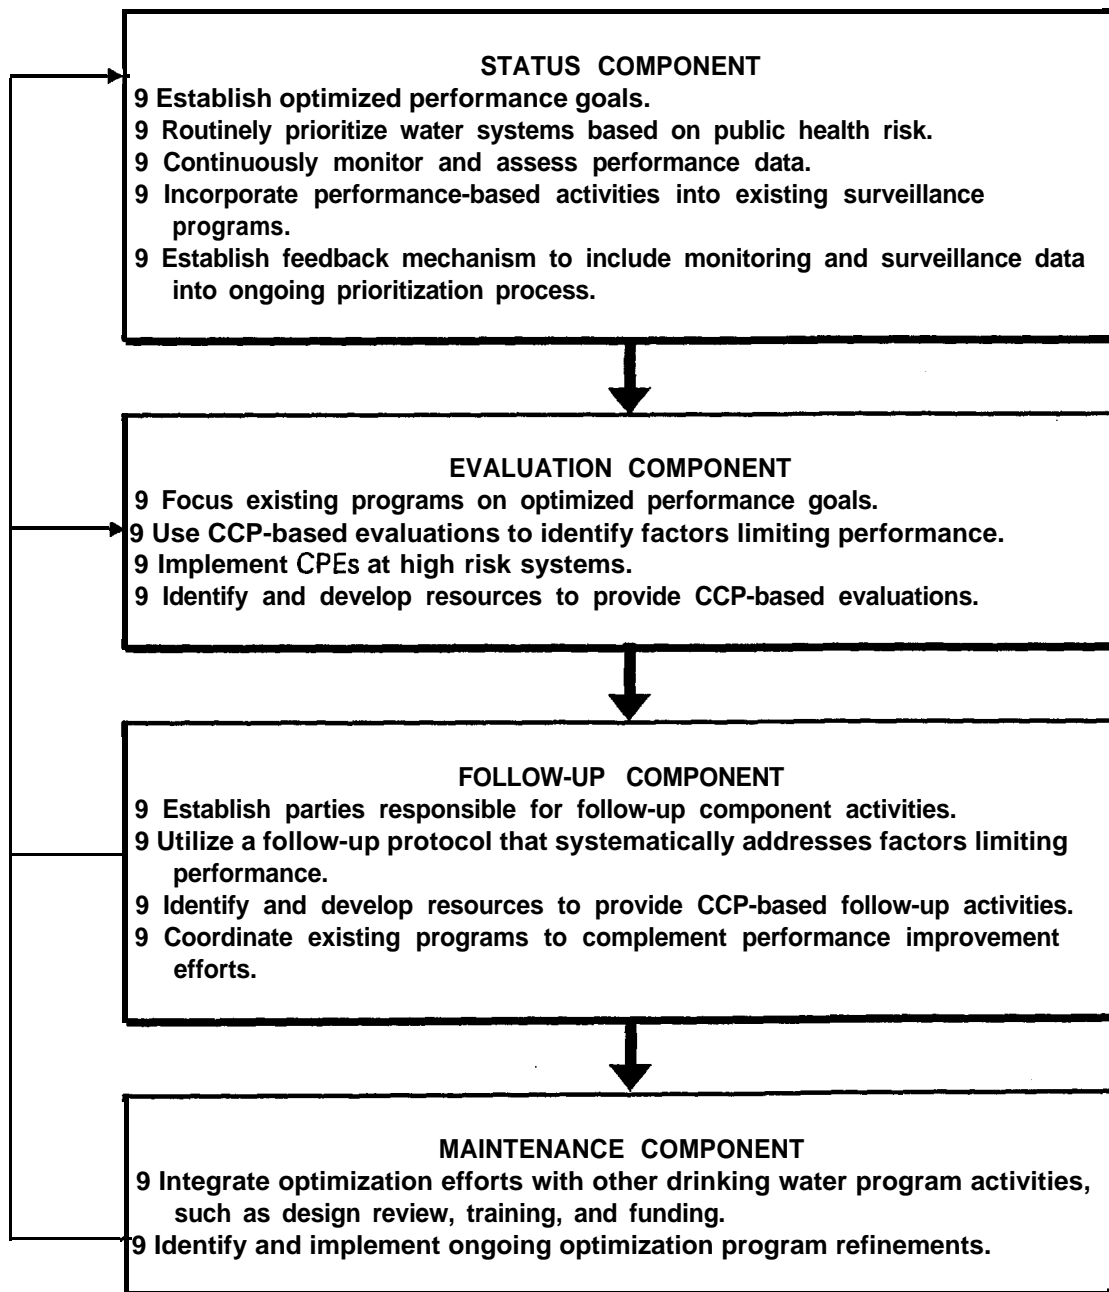 STATUS COMPONENT
9 Establish optimized performance goals.
9 Routinely prioritize water systems based on public health risk.
9 Continuously monitor and assess performance data.
9 Incorporate performance-based activities into existing surveillance
programs.
9 Establish feedback mechanism to include monitoring and surveillance data
into ongoing prioritization process.
EVALUATION COMPONENT
9 Focus existing programs on optimized performance goals.
9 Use CCP-based evaluations to identify factors limiting performance.
9 Implement CPEs at high risk systems.
9 Identify and develop resources to provide CCP-based evaluations.
FOLLOW-UP COMPONENT
9 Establish parties responsible for follow-up component activities.
9 Utilize a follow-up protocol that systematically addresses factors limiting
performance.
9 Identify and develop resources to provide CCP-based follow-up activities.
9 Coordinate existing programs to complement performance improvement
efforts.
MAINTENANCE COMPONENT
9 Integrate optimization efforts with other drinking water program activities,
such as design review, training, and funding.
9 Identify and implement ongoing optimization program refinements.